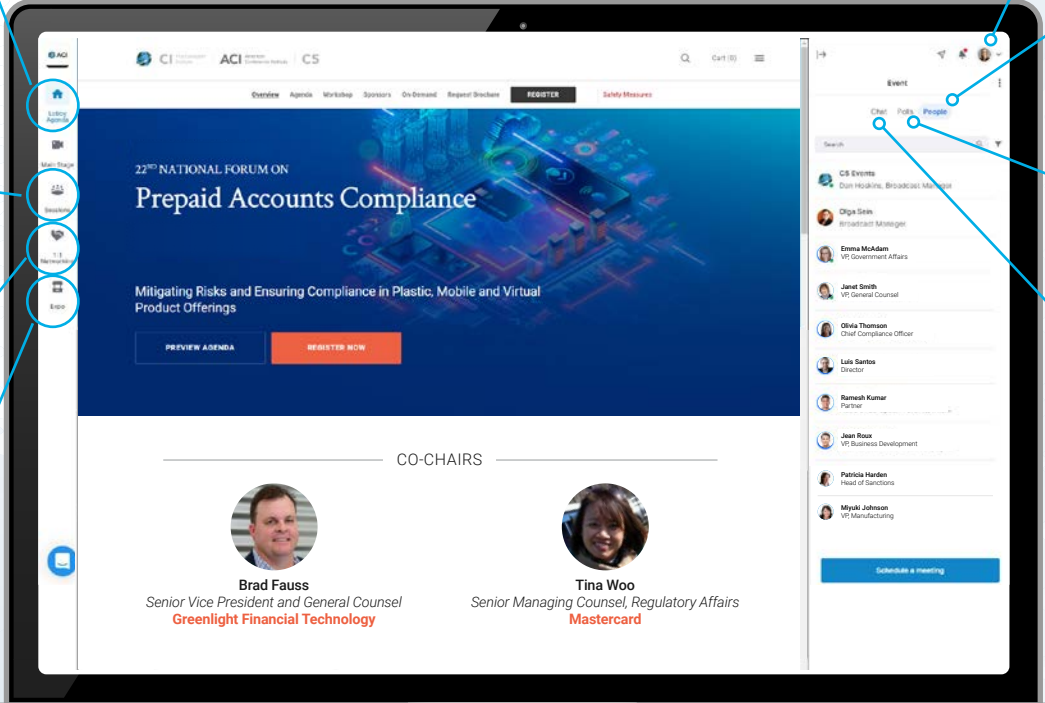 ACI
Lobby
Agenda
Main Stage
Sessions
1:1
Networking
Expo
CI
ACI
C5
Cart (0)
Overview Agenda Workshop Sponsors On-Demand Request Brochure REGISTER Safety Measures
22ND NATIONAL FORUM ON
Prepaid Accounts Compliance
Mitigating Risks and Ensuring Compliance in Plastic, Mobile and Virtual
Product Offerings
PREVIEW AGENDA REGISTER NOW
CO-CHAIRS
Brad Fauss
Senior Vice President and General Counsel
Greenlight Financial Technology
Tina Woo
Senior Managing Counsel, Regulatory Affairs
Mastercard
Event
Chat Polls People
Search
C5 Events
Dan Hoskins, Broadcast Manager
Olga Sein
Broadcast Manager
Emma McAdam
VP, Government Affairs
Janet Smith
VP, General Counsel
Olivia Thomson
Chief Compliance Officer
Luis Santos
Director
Ramesh Kumar
Partner
Jean Roux
VP, Business Development
Patricia Harden
Head of Sanctions
Miyuki Johnson
VP, Manufacturing
Schedule a meeting